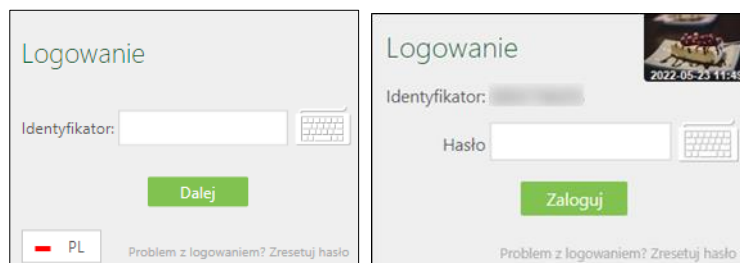 Logowanie
Identyfikator:
Dalej
PL
Problem z logowaniem? Zresetuj hasło
Logowanie
2022-05-23 11:49
Identyfikator:
Hasło
Zaloguj
Problem z logowaniem? Zresetuj hasło